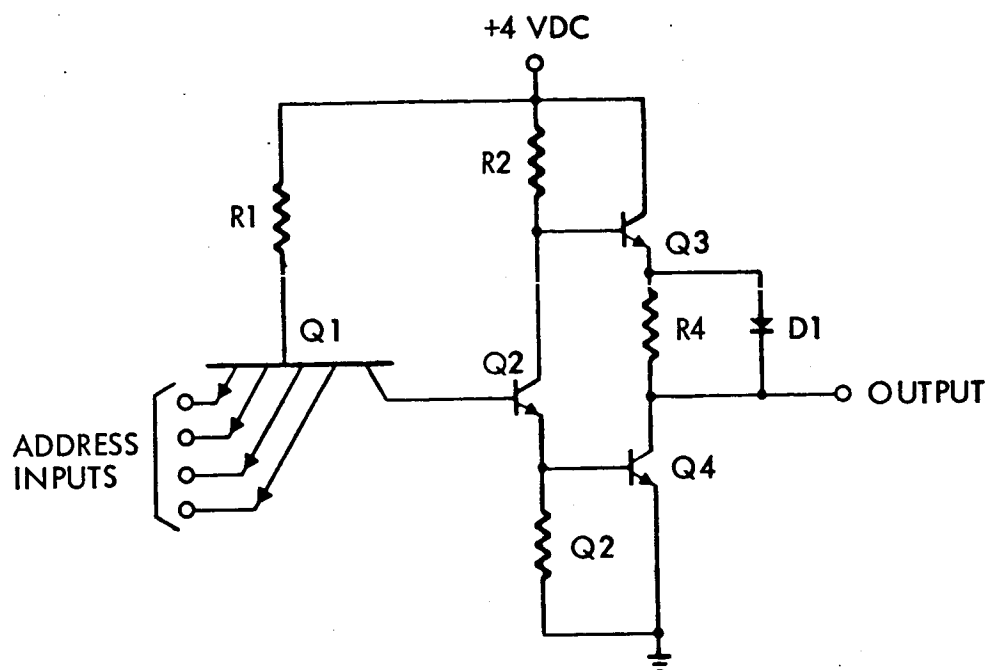 +4 VDC
R2
R1
Q3
Q1
R4
D1
Q2
OUTPUT
ADDRESS
INPUTS
Q4
Q2